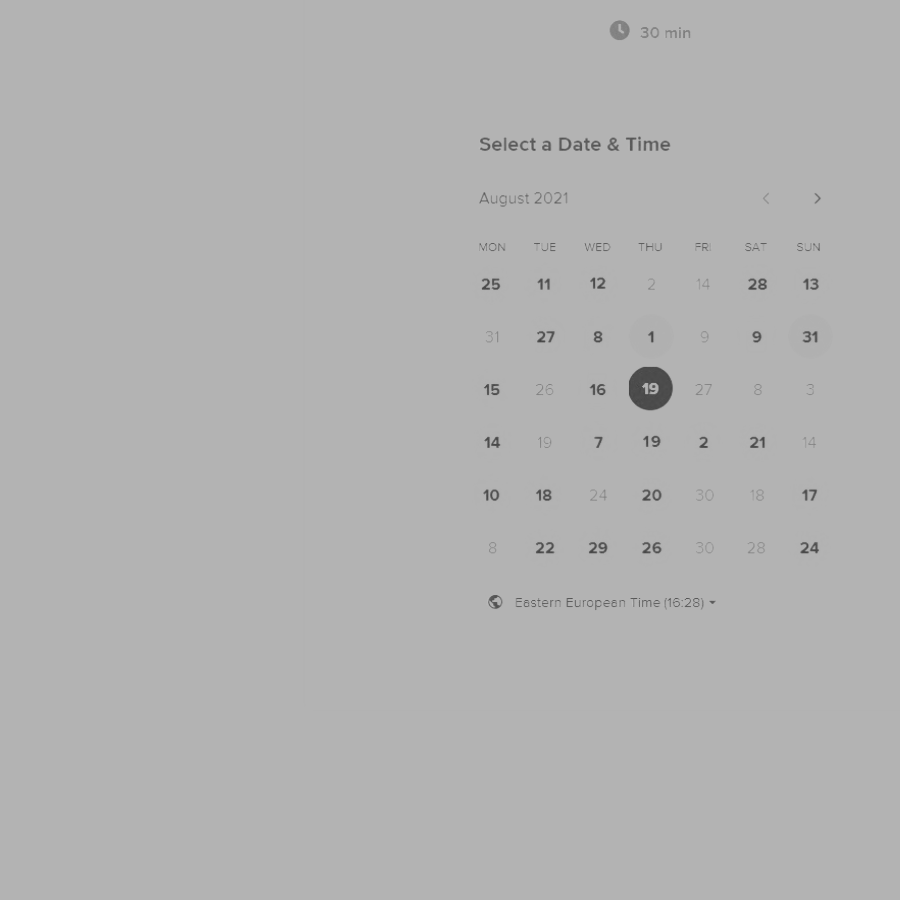 30 min
Select a Date & Time
August 2021
MON TUE WED THU FRI SAT SUN
25 11 12 2 14 28 13
31 27 8 1 9 9 31
15 26 16 19 27 8 3
14 19 7 19 2 21 14
10 18 24 20 30 18 17
8 22 29 26 30 28 24
Eastern European Time (16:28)